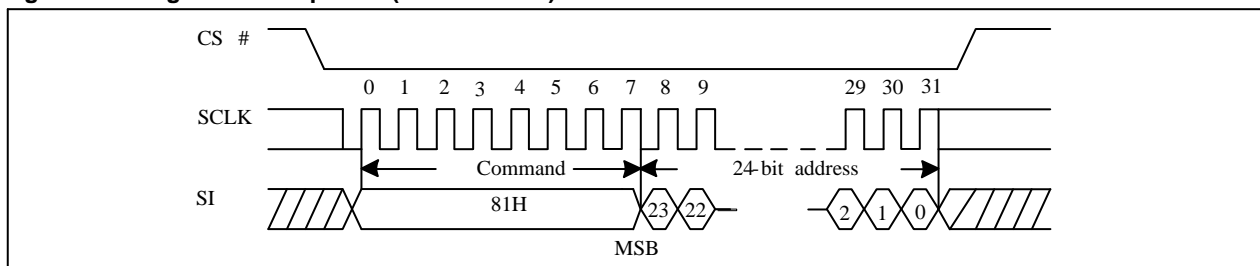 CS #
0 1 2 3 4 5 6 7 8 9 29 30 31
SCLK
Command 24-bit address
SI 81H 23 22 2 1 0
MSB